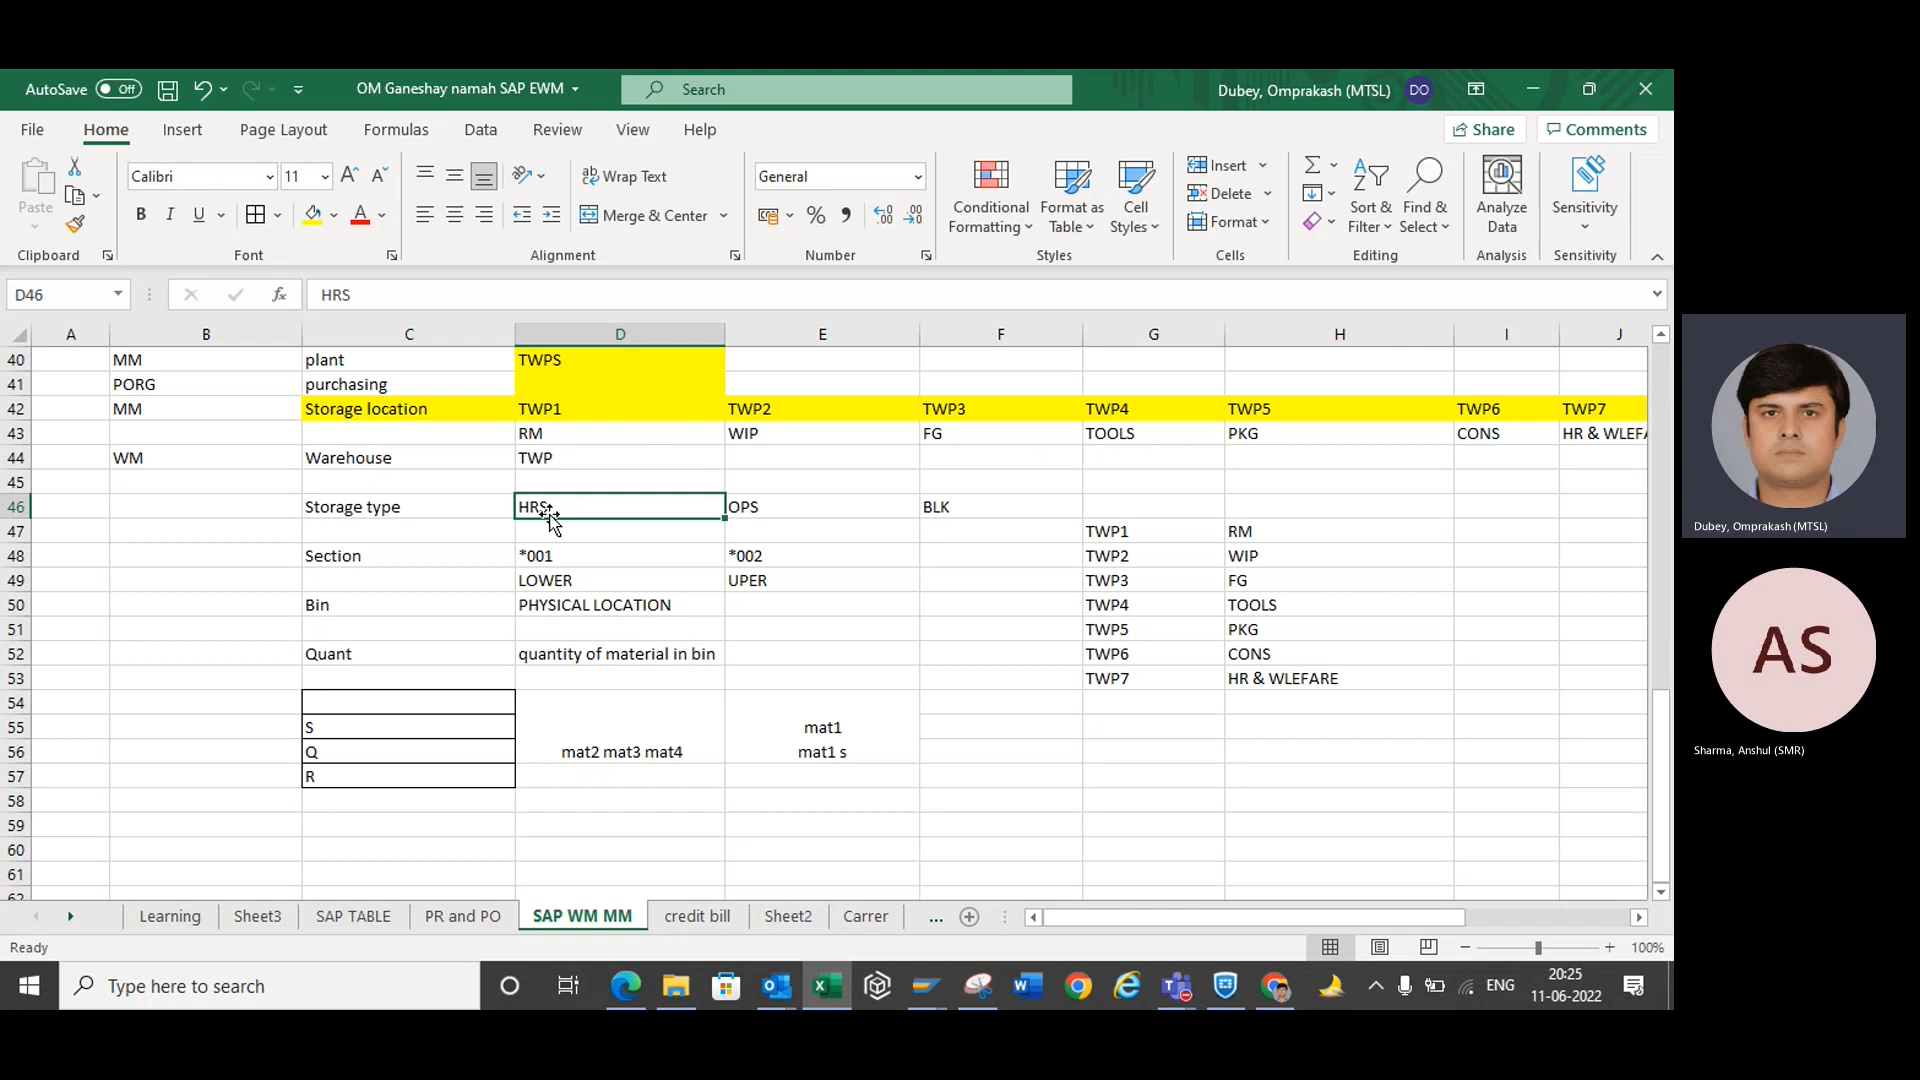 AutoSave Off OM Ganeshay namah SAP EWM Search Dubey, Omprakash (MTSL) DO
File Home Insert Page Layout Formulas Data Review View Help Share Comments
Paste Calibri 11 Wrap Text General Conditional Formatting Format as Table Cell Styles Insert Sort & Filter Find & Select Analyze Data Sensitivity
Merge & Center Delete
Format
Clipboard Font Alignment Number Styles Cells Editing Analysis Sensitivity
D46 fx HRS
A B C D E F G H I J
40 MM plant TWPS
41 PORG purchasing
42 MM Storage location TWP1 TWP2 TWP3 TWP4 TWP5 TWP6 TWP7
43 RM WIP FG TOOLS PKG CONS HR & WLEFA
44 WM Warehouse TWP
45
46 Storage type HRS OPS BLK
47 TWP1 RM
48 Section *001 *002 TWP2 WIP
49 LOWER UPER TWP3 FG
50 Bin PHYSICAL LOCATION TWP4 TOOLS
51 TWP5 PKG
52 Quant quantity of material in bin TWP6 CONS
53 TWP7 HR & WLEFARE
54
55 S mat1
56 Q mat2 mat3 mat4 mat1 s
57 R
58
59
60
61
62
Learning Sheet3 SAP TABLE PR and PO SAP WM MM credit bill Sheet2 Carrer ...
Ready 100%
Type here to search ENG 20:25
11-06-2022
Dubey, Omprakash (MTSL)
AS
Sharma, Anshul (SMR)